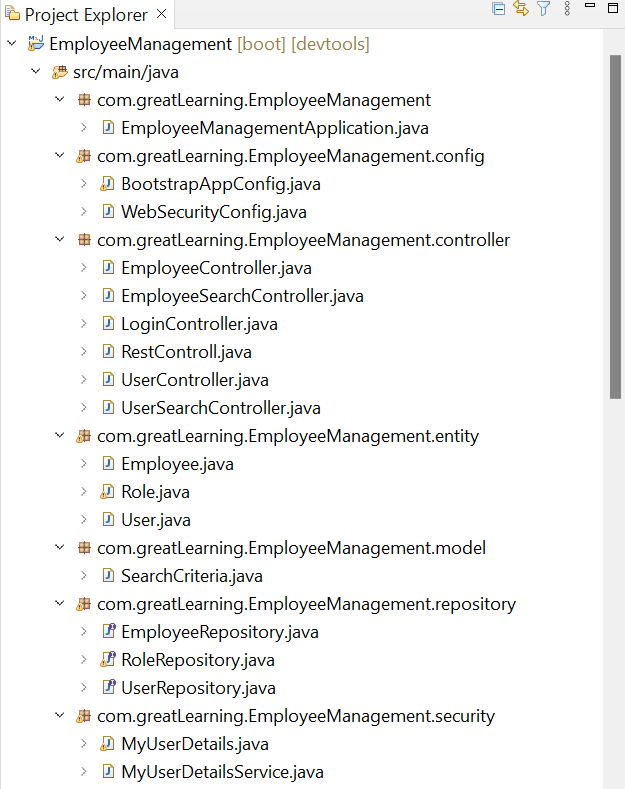 Project Explorer
EmployeeManagement [boot] [devtools]
src/main/java
com.greatLearning.EmployeeManagement
EmployeeManagementApplication.java
com.greatLearning.EmployeeManagement.config
BootstrapAppConfig.java
WebSecurityConfig.java
com.greatLearning.EmployeeManagement.controller
EmployeeController.java
EmployeeSearchController.java
LoginController.java
RestControll.java
UserController.java
UserSearchController.java
com.greatLearning.EmployeeManagement.entity
Employee.java
Role.java
User.java
com.greatLearning.EmployeeManagement.model
SearchCriteria.java
com.greatLearning.EmployeeManagement.repository
EmployeeRepository.java
RoleRepository.java
UserRepository.java
com.greatLearning.EmployeeManagement.security
MyUserDetails.java
MyUserDetailsService.java